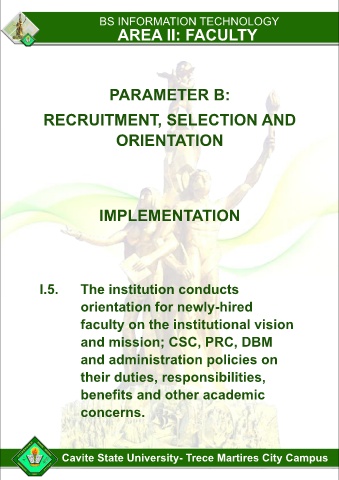 BS INFORMATION TECHNOLOGY
AREA II: FACULTY
PARAMETER B:
RECRUITMENT, SELECTION AND
ORIENTATION
IMPLEMENTATION
I.5. The institution conducts
orientation for newly-hired
faculty on the institutional vision
and mission; CSC, PRC, DBM
and administration policies on
their duties, responsibilities,
benefits and other academic
concerns.
Cavite State University- Trece Martires City Campus